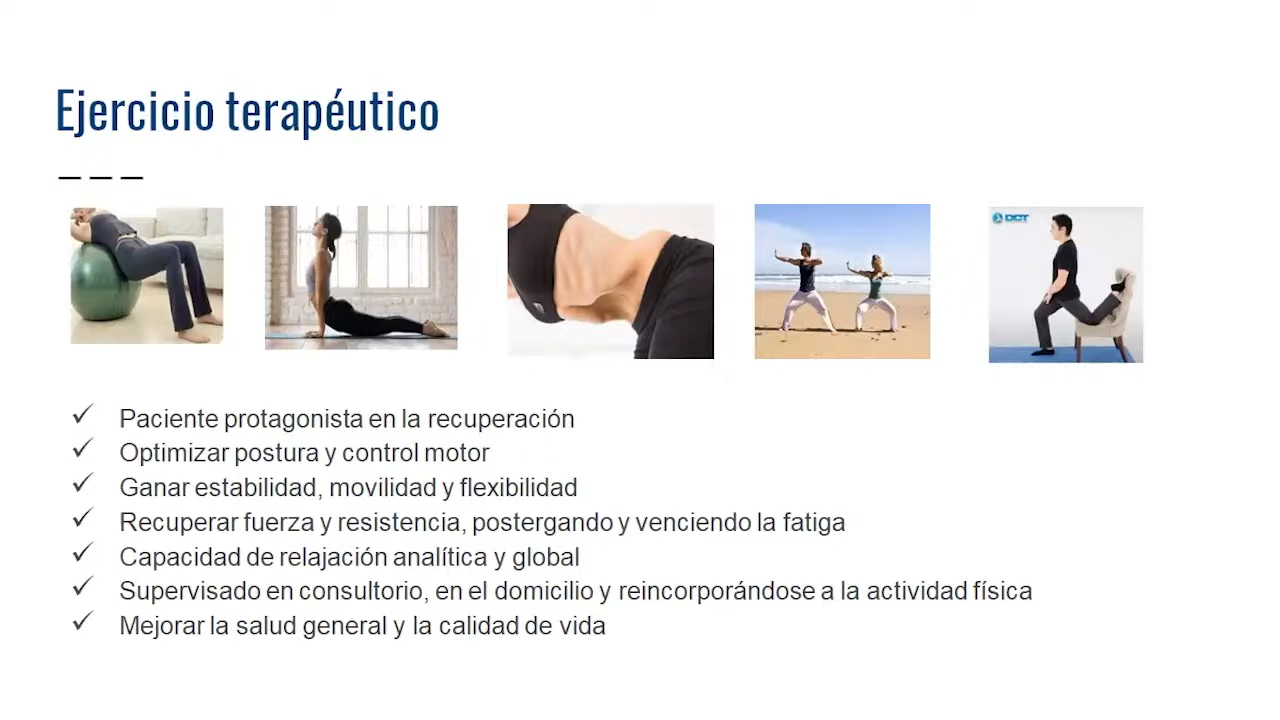 Ejercicio terapéutico
DCT
✓ Paciente protagonista en la recuperación
✓ Optimizar postura y control motor
✓ Ganar estabilidad, movilidad y flexibilidad
✓ Recuperar fuerza y resistencia, postergando y venciendo la fatiga
✓ Capacidad de relajación analítica y global
✓ Supervisado en consultorio, en el domicilio y reincorporándose a la actividad física
✓ Mejorar la salud general y la calidad de vida